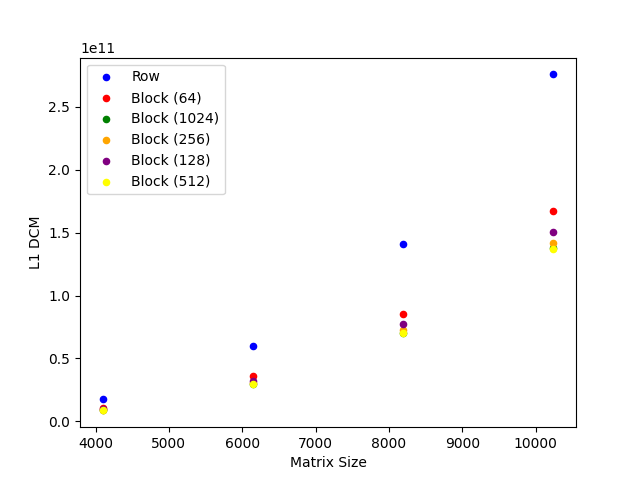 1e11
Row
Block (64)
Block (1024)
Block (256)
Block (128)
Block (512)
2.5
2.0
1.5
1.0
0.5
0.0
L1 DCM
4000 5000 6000 7000 8000 9000 10000
Matrix Size